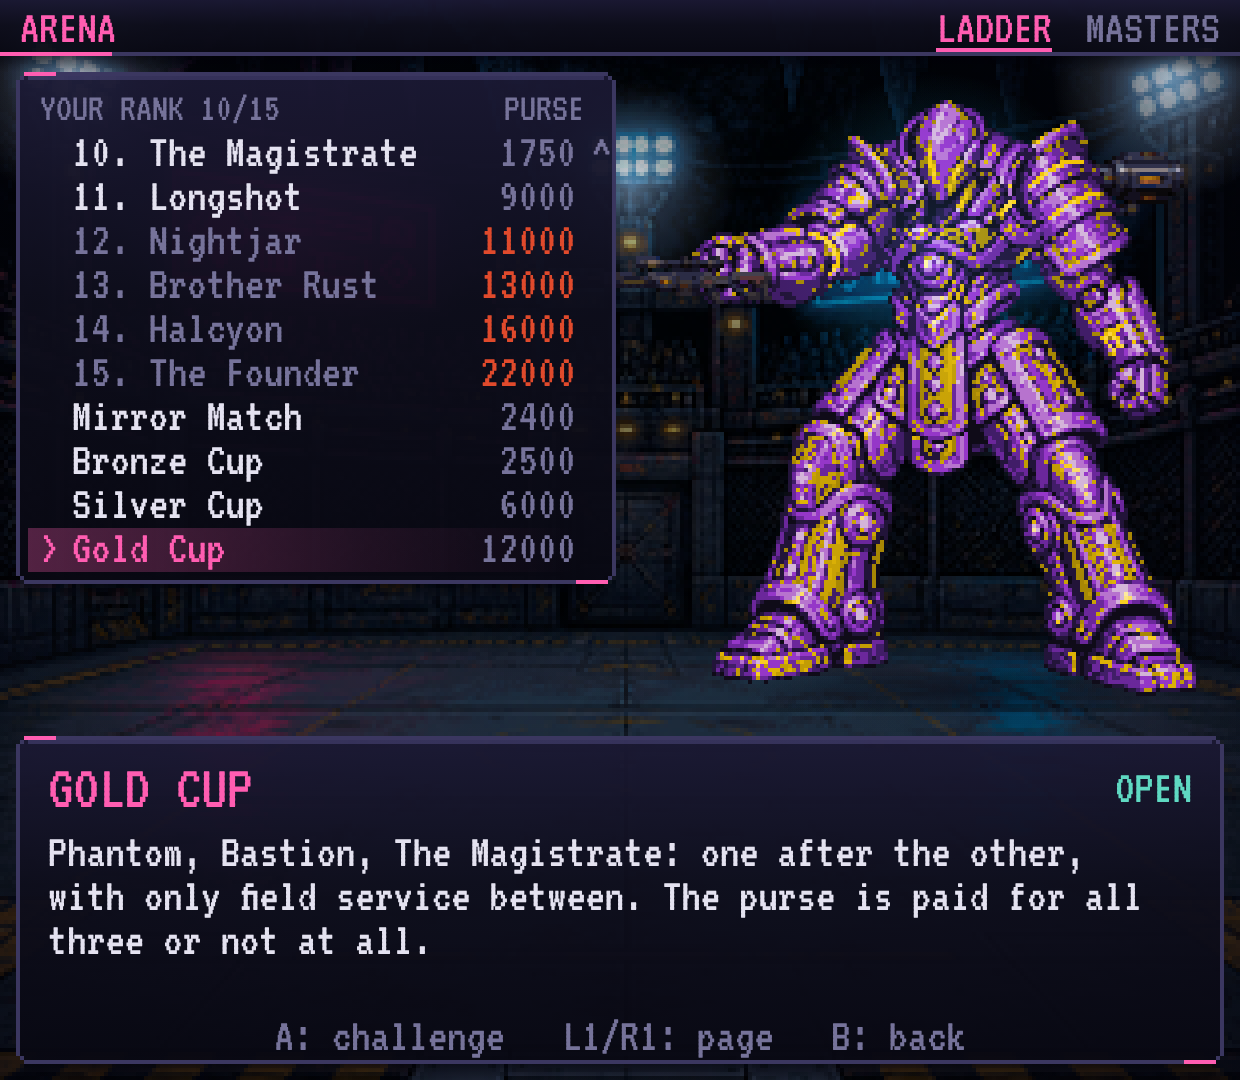 ARENA
LADDER MASTERS
YOUR RANK 10/15 PURSE
10. The Magistrate 1750 ^
11. Longshot 9000
12. Nightjar 11000
13. Brother Rust 13000
14. Halcyon 16000
15. The Founder 22000
Mirror Match 2400
Bronze Cup 2500
Silver Cup 6000
> Gold Cup 12000
GOLD CUP
OPEN
Phantom, Bastion, The Magistrate: one after the other,
with only field service between. The purse is paid for all
three or not at all.
A: challenge L1/R1: page B: back